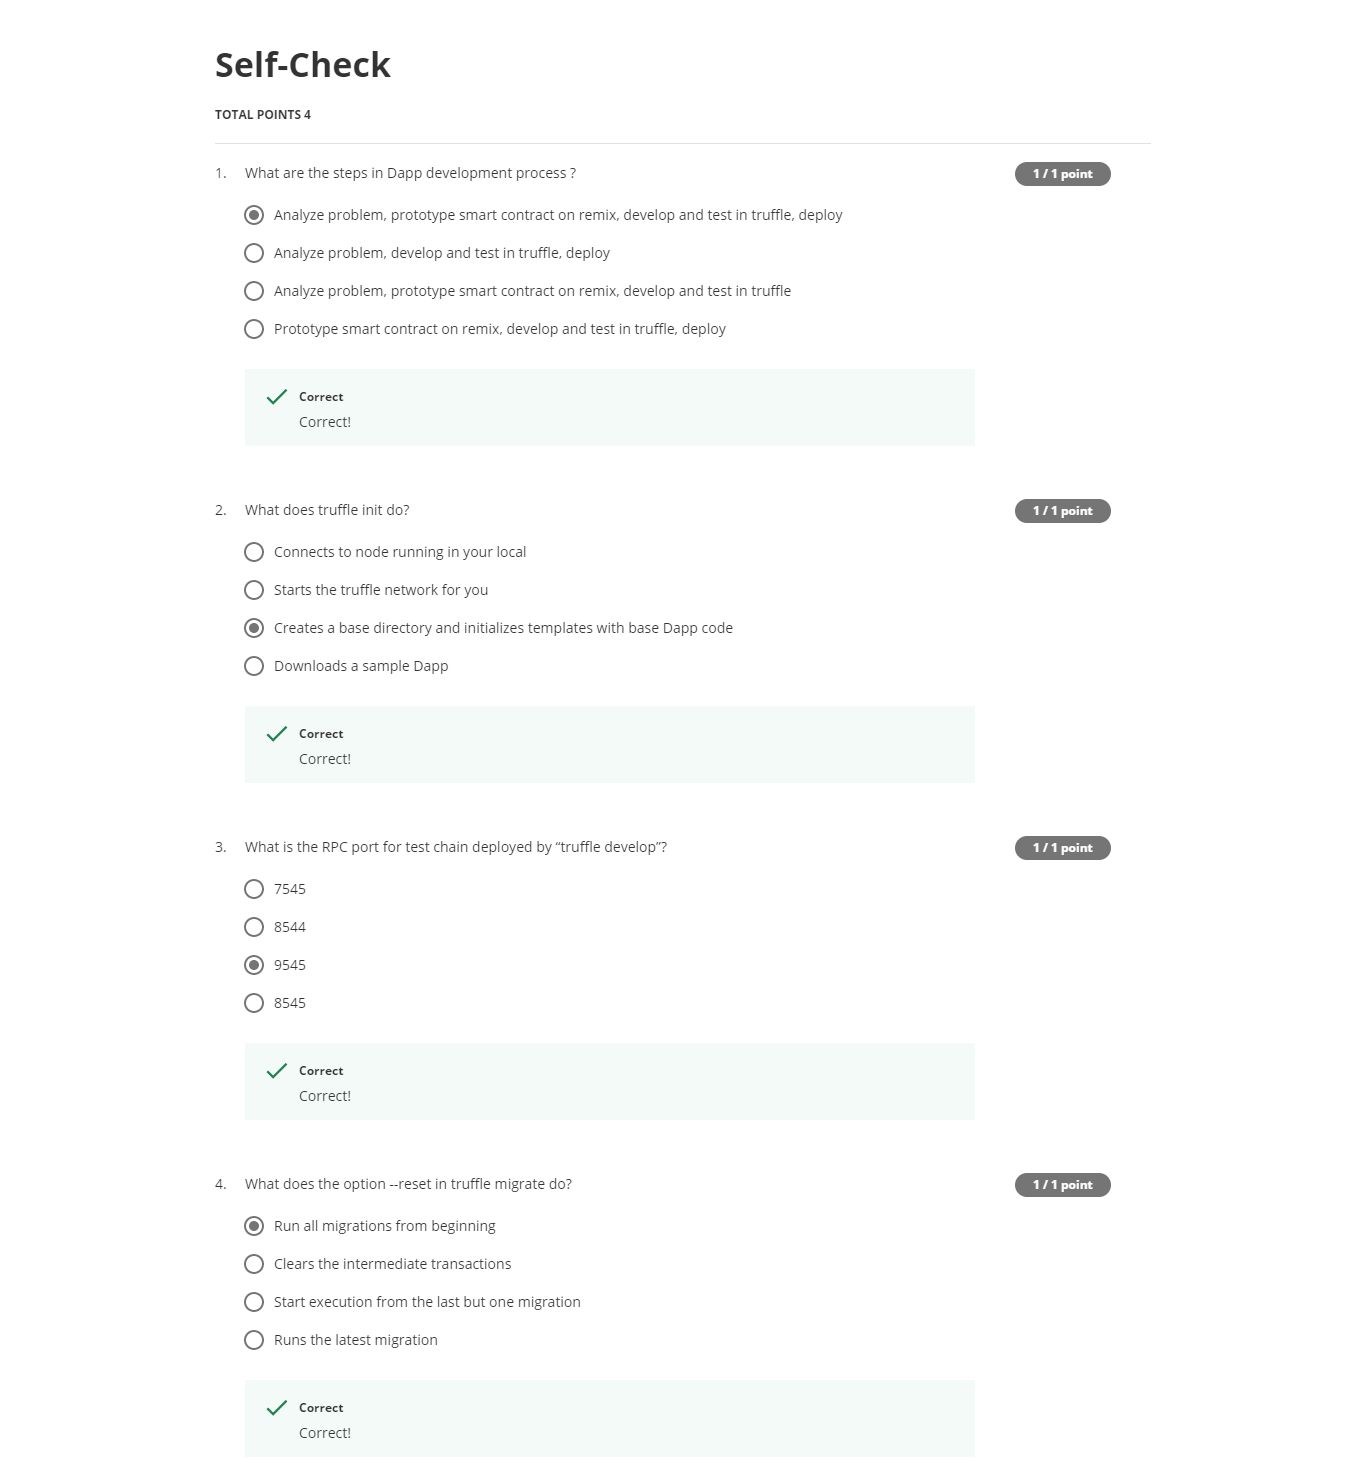 Self-Check
TOTAL POINTS 4
1. What are the steps in Dapp development process ? 1 / 1 point
Analyze problem, prototype smart contract on remix, develop and test in truffle, deploy
Analyze problem, develop and test in truffle, deploy
Analyze problem, prototype smart contract on remix, develop and test in truffle
Prototype smart contract on remix, develop and test in truffle, deploy
Correct
Correct!
2. What does truffle init do? 1 / 1 point
Connects to node running in your local
Starts the truffle network for you
Creates a base directory and initializes templates with base Dapp code
Downloads a sample Dapp
Correct
Correct!
3. What is the RPC port for test chain deployed by “truffle develop”? 1 / 1 point
7545
8544
9545
8545
Correct
Correct!
4. What does the option --reset in truffle migrate do? 1 / 1 point
Run all migrations from beginning
Clears the intermediate transactions
Start execution from the last but one migration
Runs the latest migration
Correct
Correct!